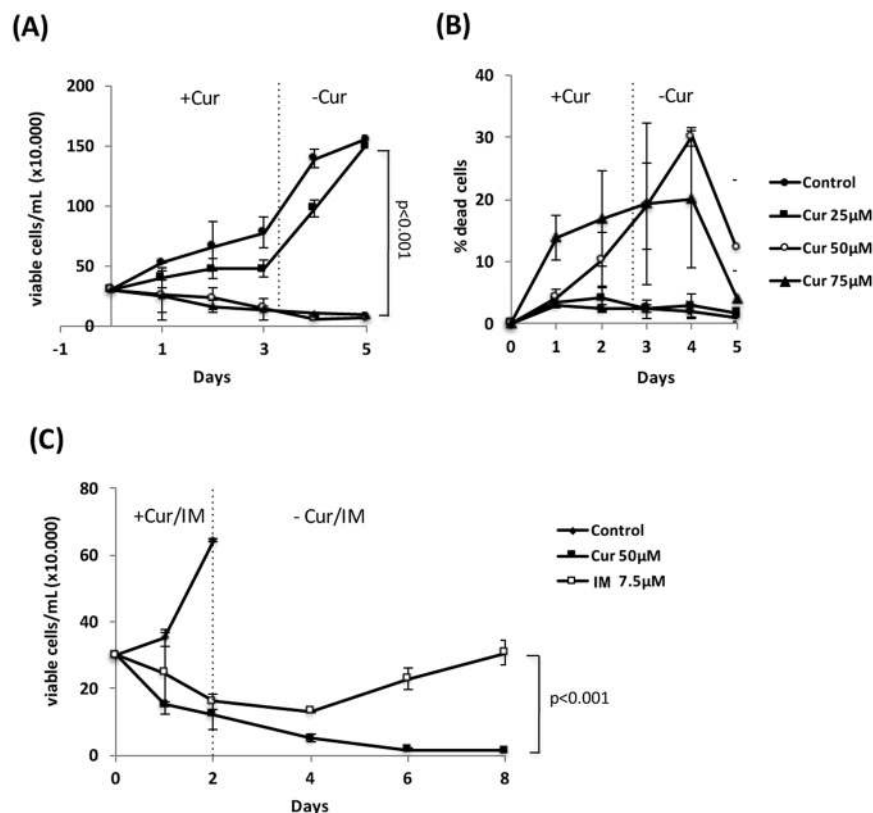 (A)
(B)
+Cur
-Cur
200
150
100
50
0
-1
1
3
5
Days
viable cells/mL (x10.000)
p<0.001
+Cur
-Cur
40
30
20
10
0
0
1
2
3
4
5
Days
% dead cells
Control
Cur 25µM
Cur 50µM
Cur 75µM
(C)
+Cur/IM
- Cur/IM
80
60
40
20
0
0
2
4
6
8
Days
viable cells/mL (x10.000)
p<0.001
Control
Cur 50µM
IM 7.5µM